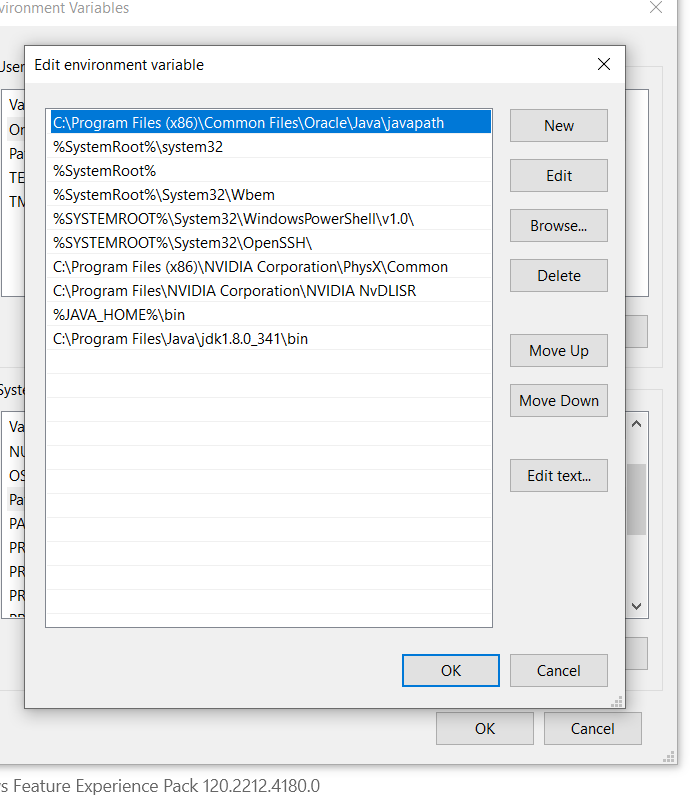 vironment Variables
User
Edit environment variable
Va
Or
Pa
TE
TM
C:\Program Files (x86)\Common Files\Oracle\Java\javapath
%SystemRoot%\system32
%SystemRoot%
%SystemRoot%\System32\Wbem
%SYSTEMROOT%\System32\WindowsPowerShell\v1.0\
%SYSTEMROOT%\System32\OpenSSH\
C:\Program Files (x86)\NVIDIA Corporation\PhysX\Common
C:\Program Files\NVIDIA Corporation\NVIDIA NvDLISR
%JAVA_HOME%\bin
C:\Program Files\Java\jdk1.8.0_341\bin
New
Edit
Browse...
Delete
Move Up
Move Down
Edit text...
Syste
Va
NU
OS
Pa
PA
PR
PR
PR
OK
Cancel
OK
Cancel
s Feature Experience Pack 120.2212.4180.0